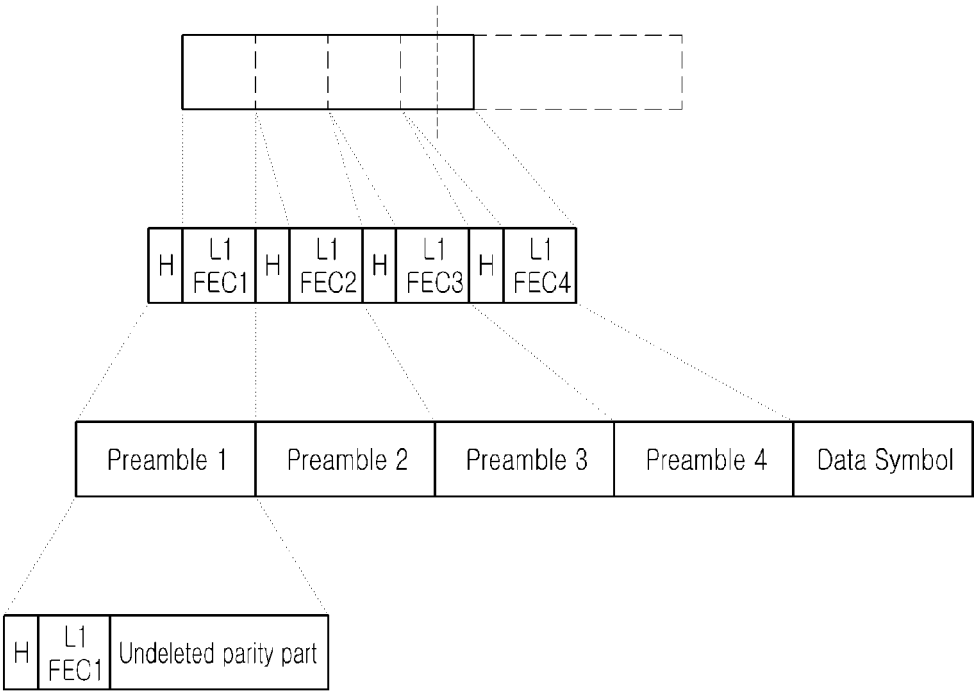 H L1 FEC1 H L1 FEC2 H L1 FEC3 H L1 FEC4
Preamble 1 Preamble 2 Preamble 3 Preamble 4 Data Symbol
H L1 FEC1 Undeleted parity part